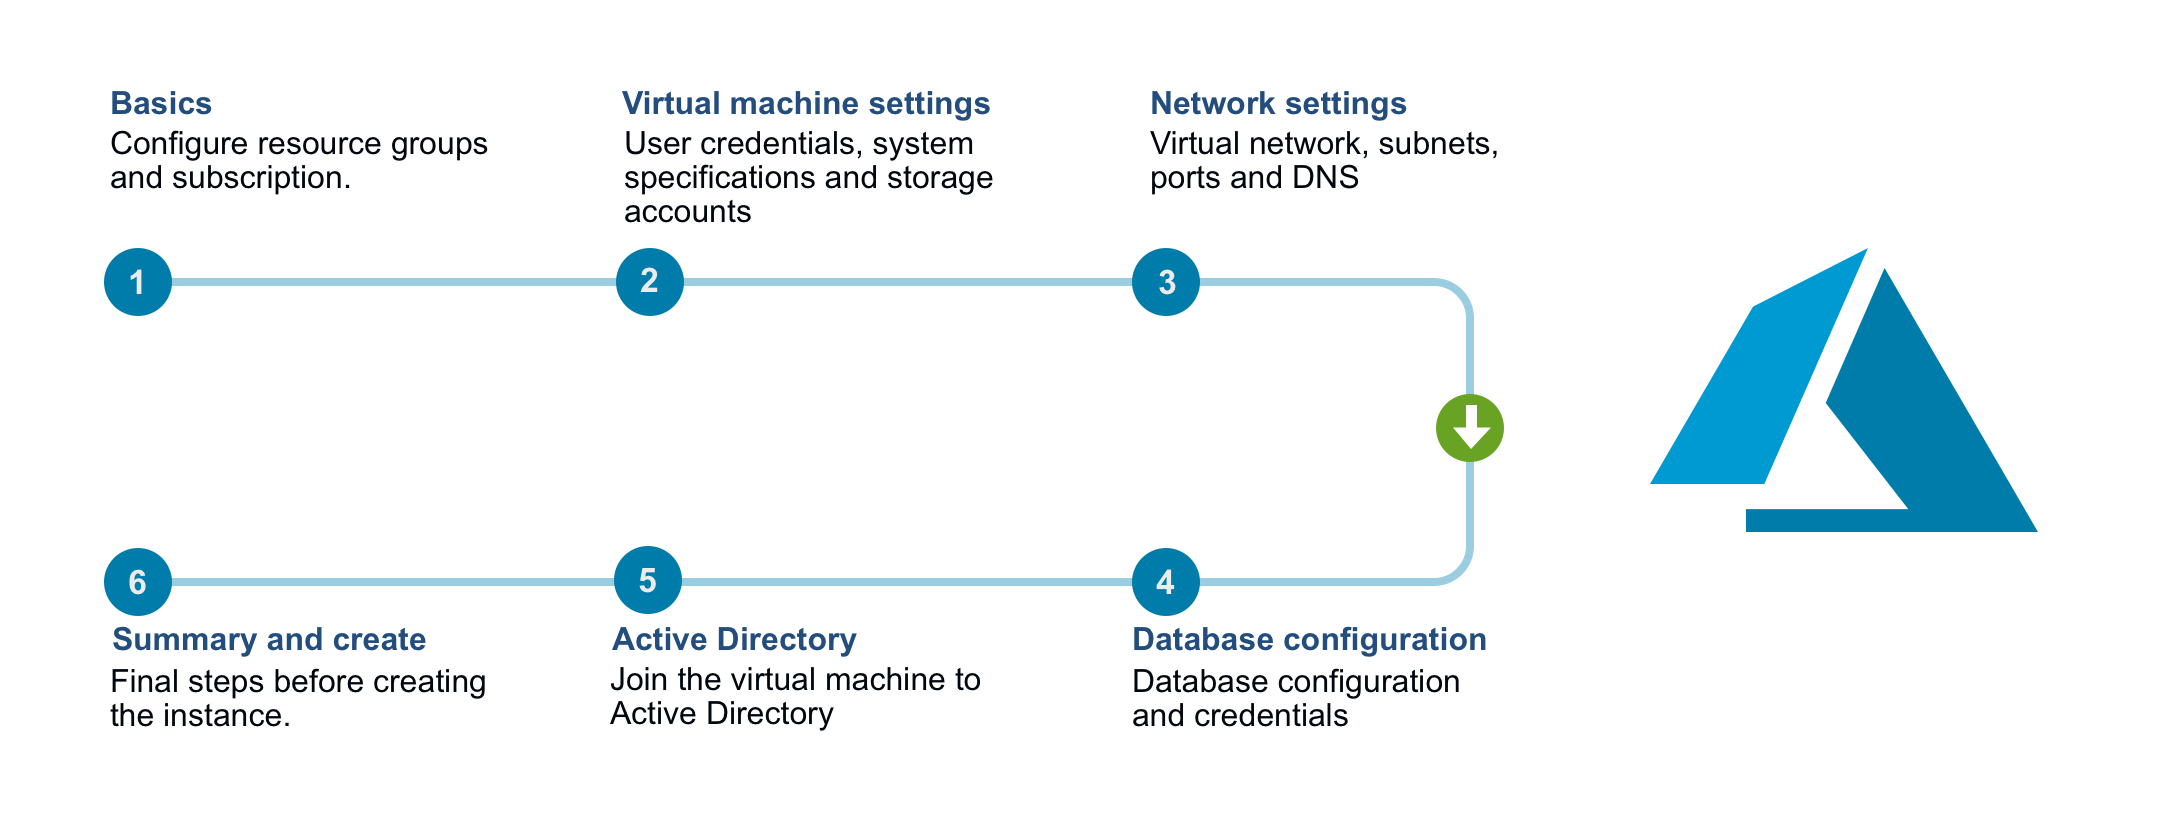 Basics
Configure resource groups
and subscription.
Virtual machine settings
User credentials, system
specifications and storage
accounts
Network settings
Virtual network, subnets,
ports and DNS
1
2
3
4
Database configuration
Database configuration
and credentials
5
Active Directory
Join the virtual machine to
Active Directory
6
Summary and create
Final steps before creating
the instance.